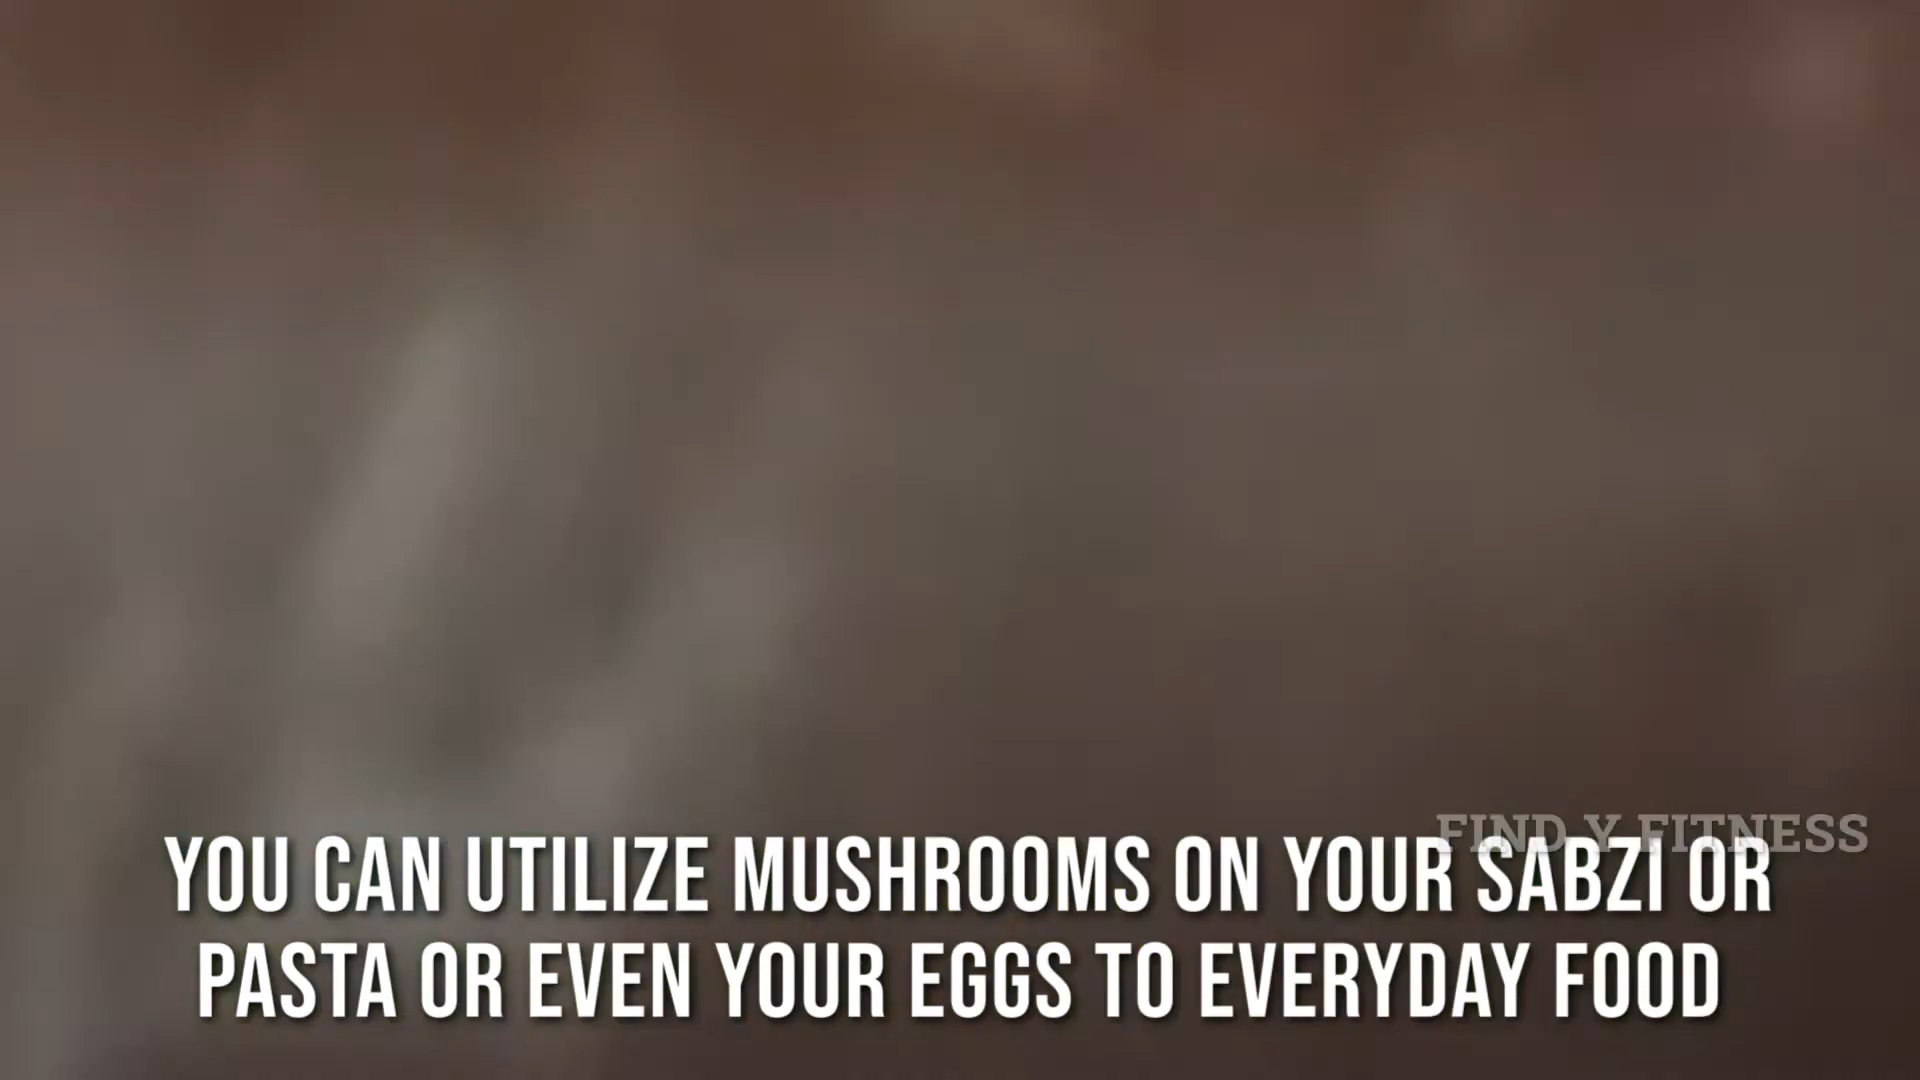 FIND Y FITNESS
YOU CAN UTILIZE MUSHROOMS ON YOUR SABZI OR
PASTA OR EVEN YOUR EGGS TO EVERYDAY FOOD